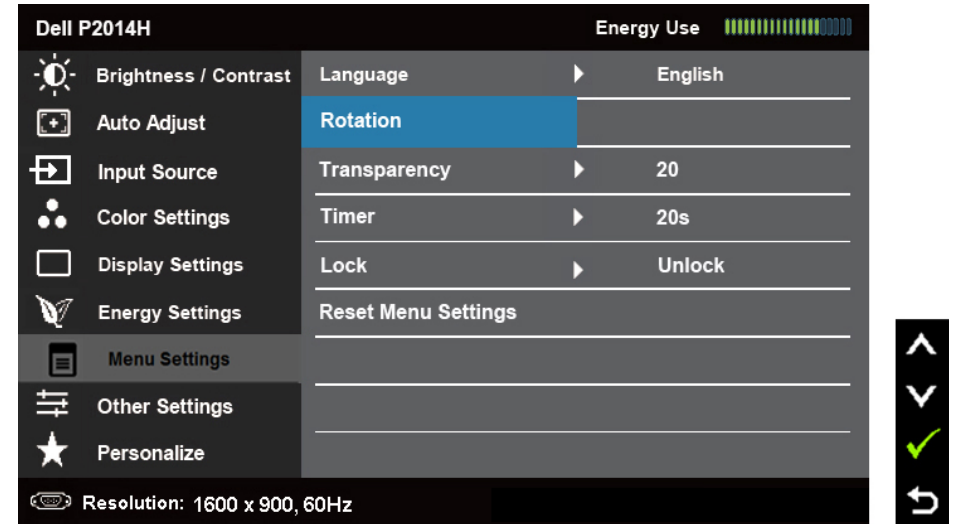 Dell P2014H Energy Use
Brightness / Contrast Language English
Auto Adjust Rotation
Input Source Transparency 20
Color Settings Timer 20s
Display Settings Lock Unlock
Energy Settings Reset Menu Settings
Menu Settings
Other Settings
Personalize
Resolution: 1600 x 900, 60Hz